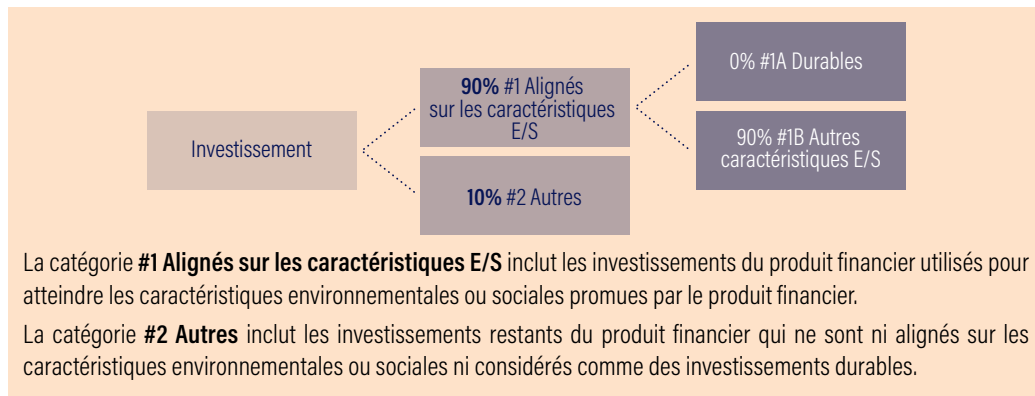 Investissement
90% #1 Alignés
sur les caractéristiques
E/S
10% #2 Autres
0% #1A Durables
90% #1B Autres
caractéristiques E/S
La catégorie #1 Alignés sur les caractéristiques E/S inclut les investissements du produit financier utilisés pour
atteindre les caractéristiques environnementales ou sociales promues par le produit financier.
La catégorie #2 Autres inclut les investissements restants du produit financier qui ne sont ni alignés sur les
caractéristiques environnementales ou sociales ni considérés comme des investissements durables.